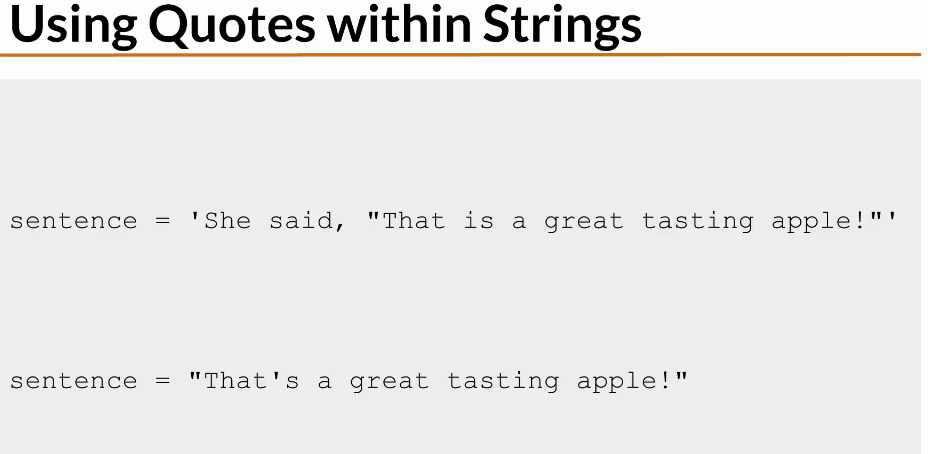 Using Quotes within Strings
sentence = 'She said, "That is a great tasting apple!"'
sentence = "That's a great tasting apple!"